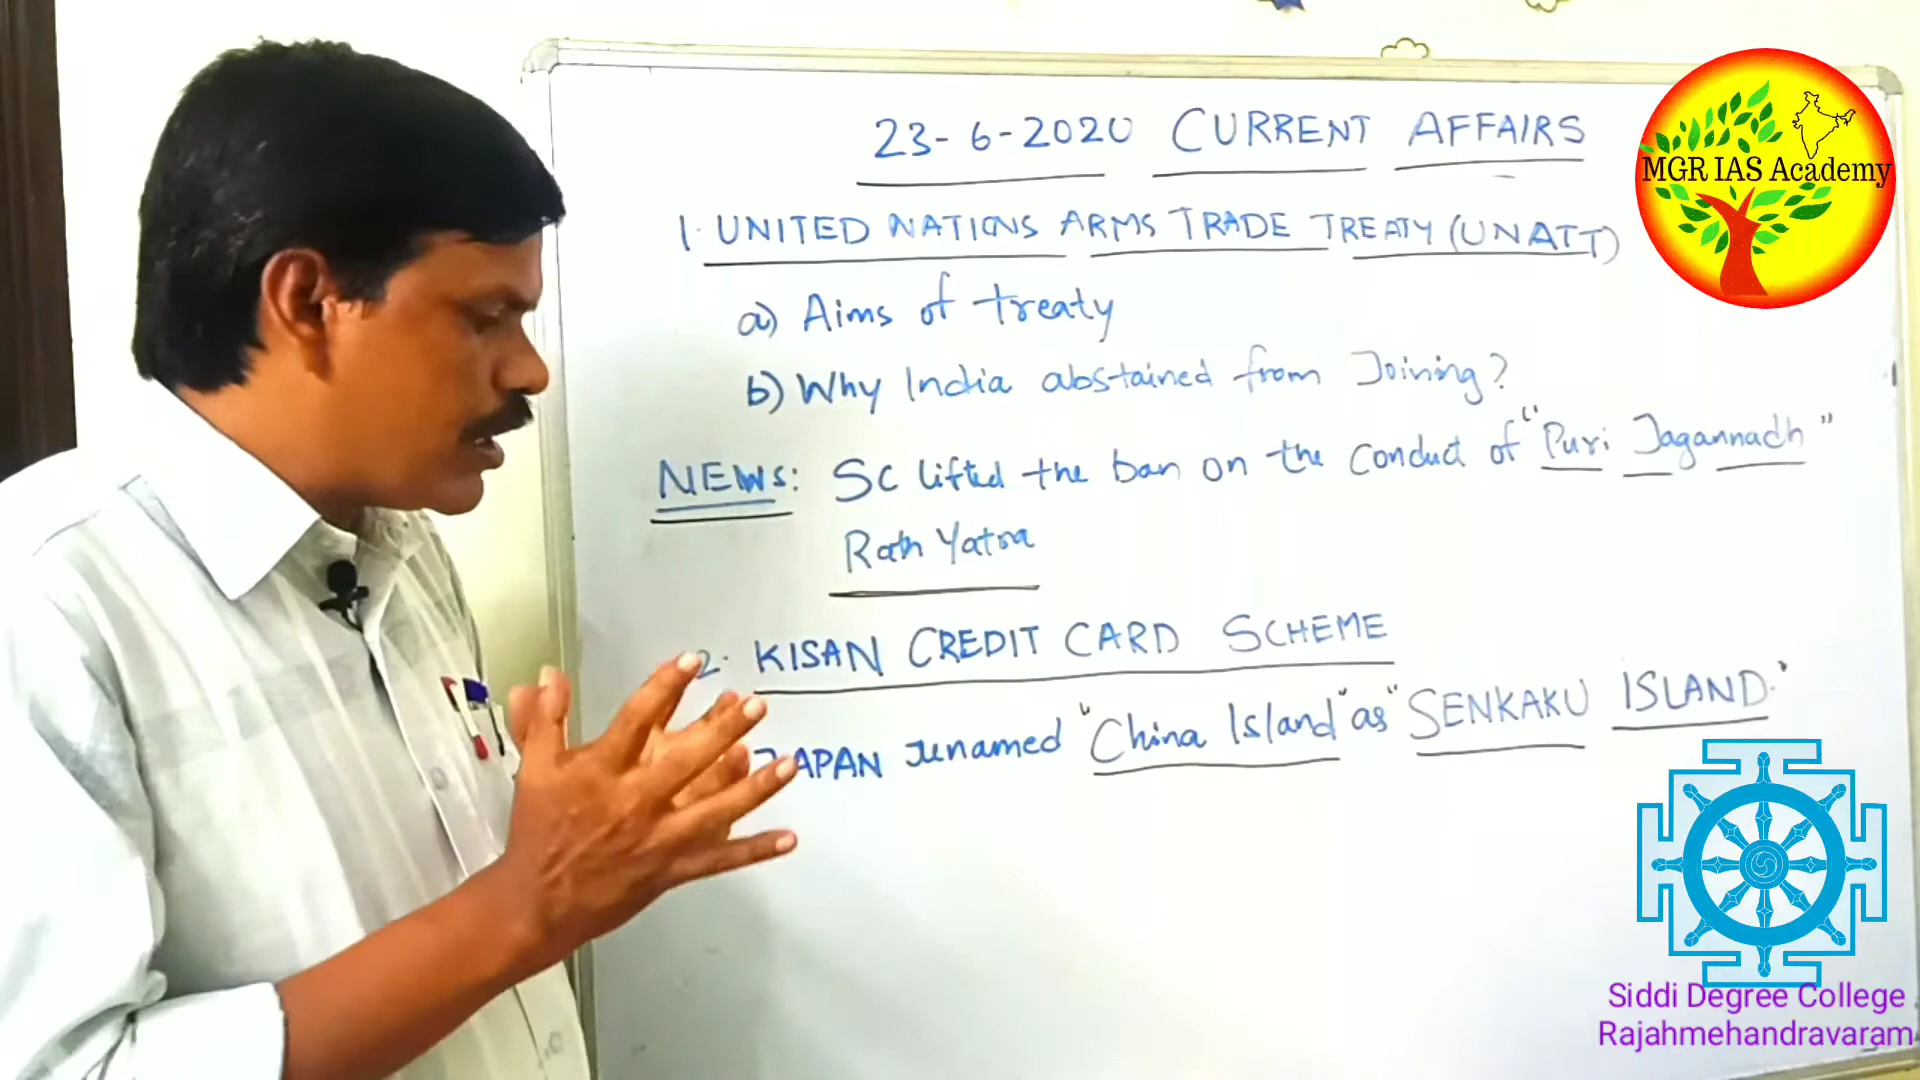 23-6-2020 CURRENT AFFAIRS
1. UNITED NATIONS ARMS TRADE TREATY (UNATT)
a) Aims of treaty
b) Why India abstained from Joining?
NEWS: SC lifted the ban on the conduct of "Puri Jagannadh"
Rath Yatra
2. KISAN CREDIT CARD SCHEME
JAPAN renamed "China Island" as "SENKAKU ISLAND."
MGR IAS Academy
Siddi Degree College
Rajahmehandravaram